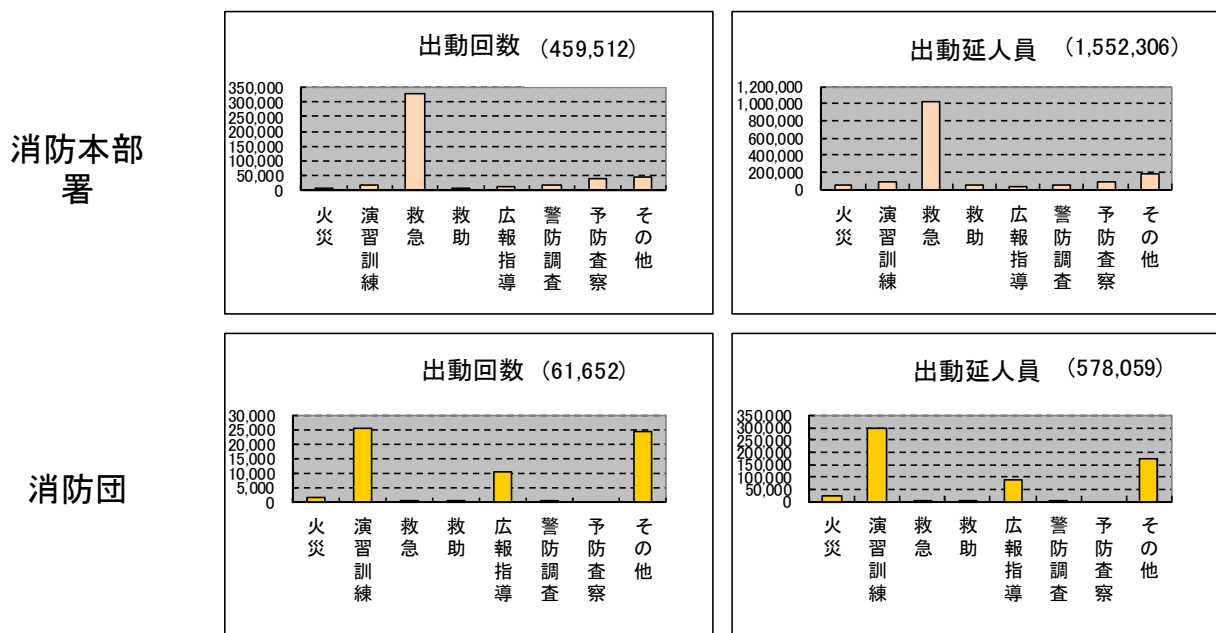 消防本部
署
出動回数 (459,512)
350,000
300,000
250,000
200,000
150,000
100,000
50,000
0
火災
演習訓練
救急
救助
広報指導
警防調査
予防査察
その他
出動延人員 (1,552,306)
1,200,000
1,000,000
800,000
600,000
400,000
200,000
0
火災
演習訓練
救急
救助
広報指導
警防調査
予防査察
その他
消防団
出動回数 (61,652)
30,000
25,000
20,000
15,000
10,000
5,000
0
火災
演習訓練
救急
救助
広報指導
警防調査
予防査察
その他
出動延人員 (578,059)
350,000
300,000
250,000
200,000
150,000
100,000
50,000
0
火災
演習訓練
救急
救助
広報指導
警防調査
予防査察
その他